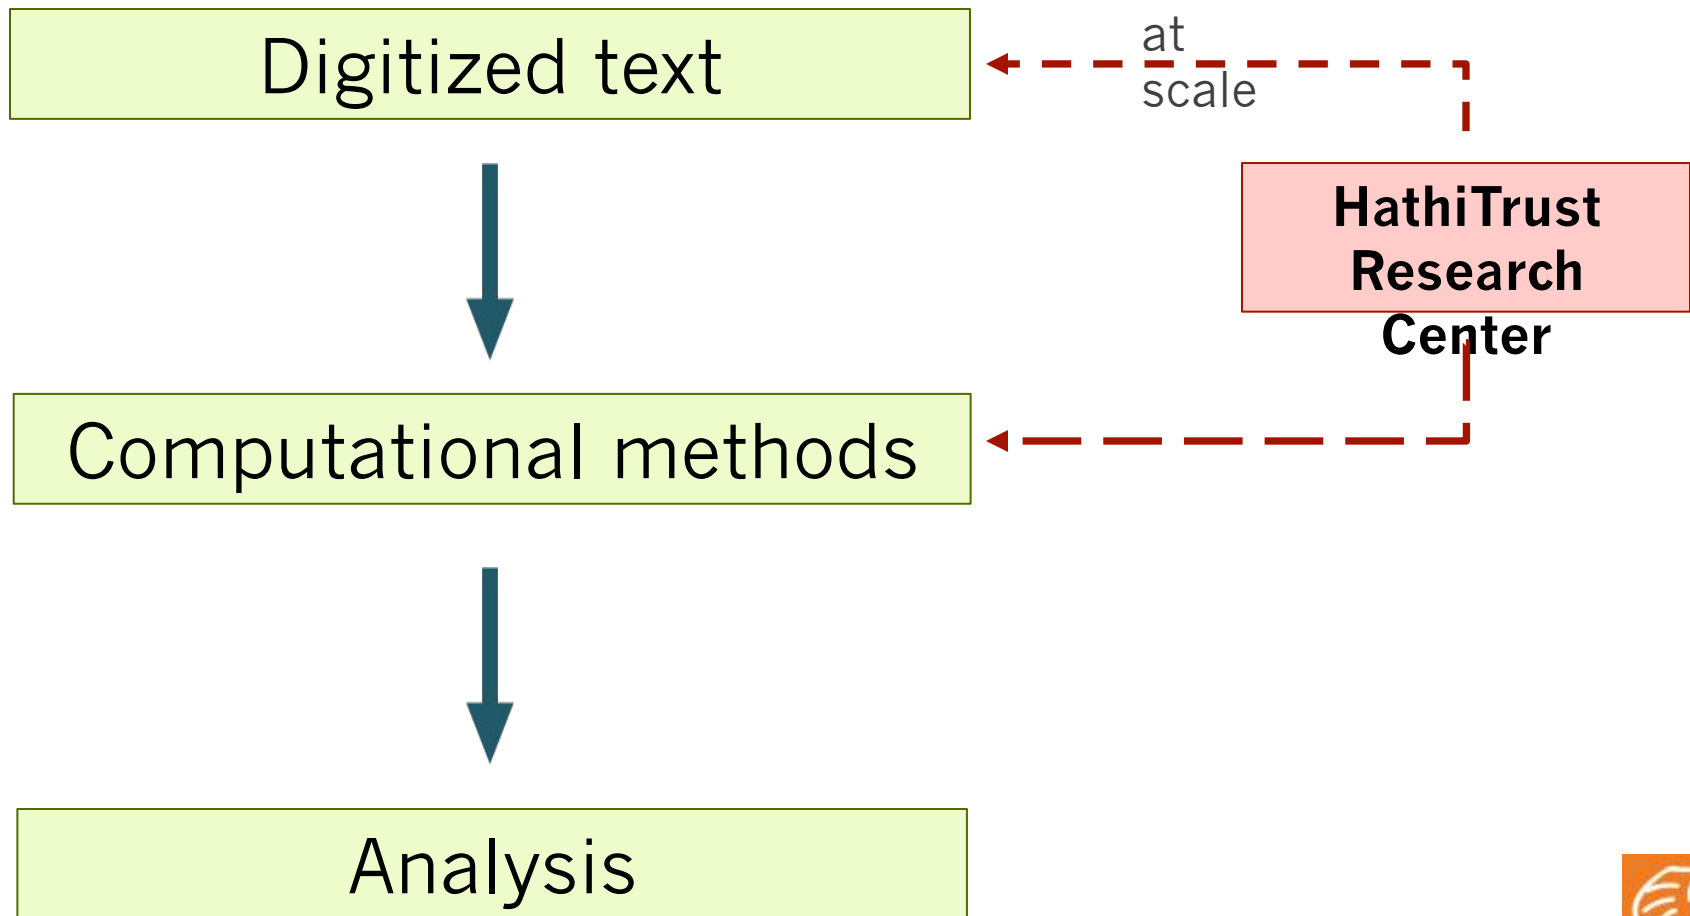 Digitized text
at
scale
HathiTrust
Research
Center
Computational methods
Analysis